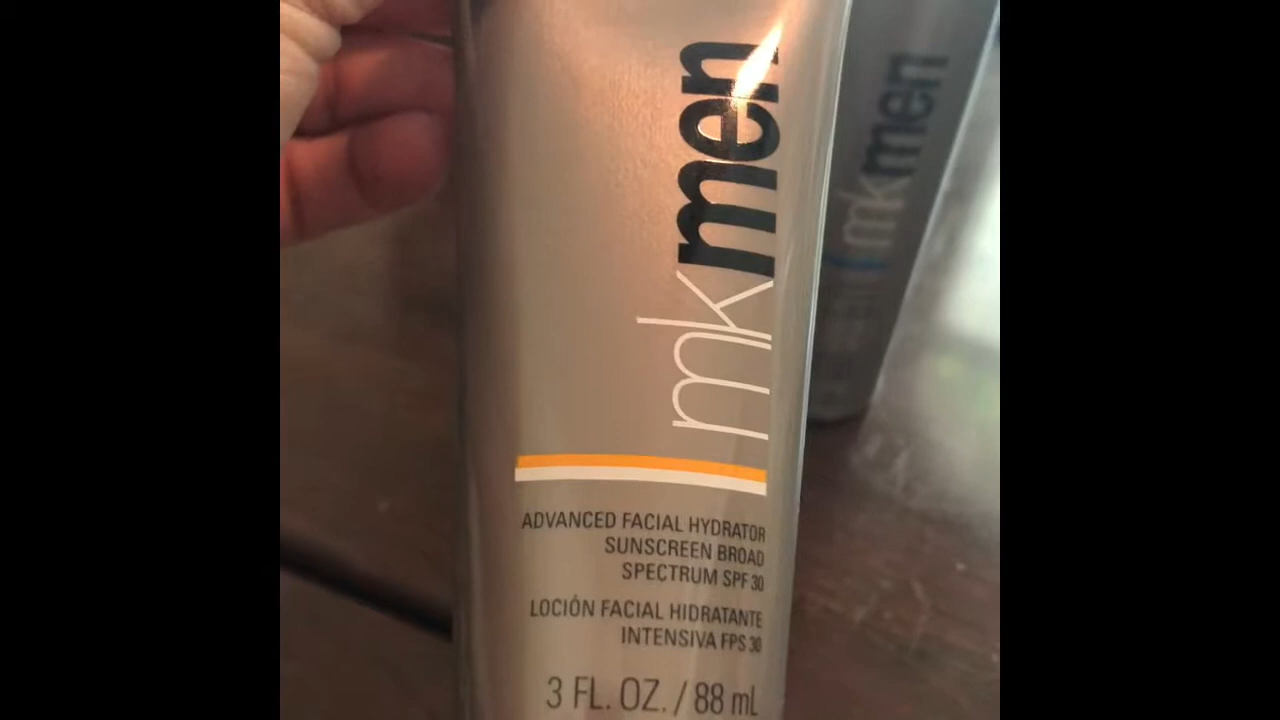 mkmen
ADVANCED FACIAL HYDRATOR
SUNSCREEN BROAD
SPECTRUM SPF 30
LOCIÓN FACIAL HIDRATANTE
INTENSIVA FPS 30
3 FL. OZ. / 88 mL
mkmen